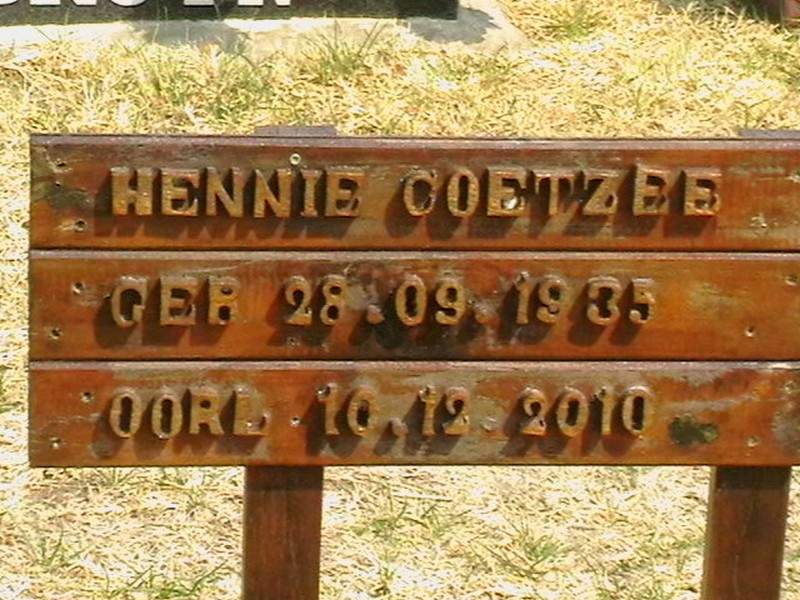 HENNIE COETZEE
GEB 28.09.1935
OORL 10.12.2010